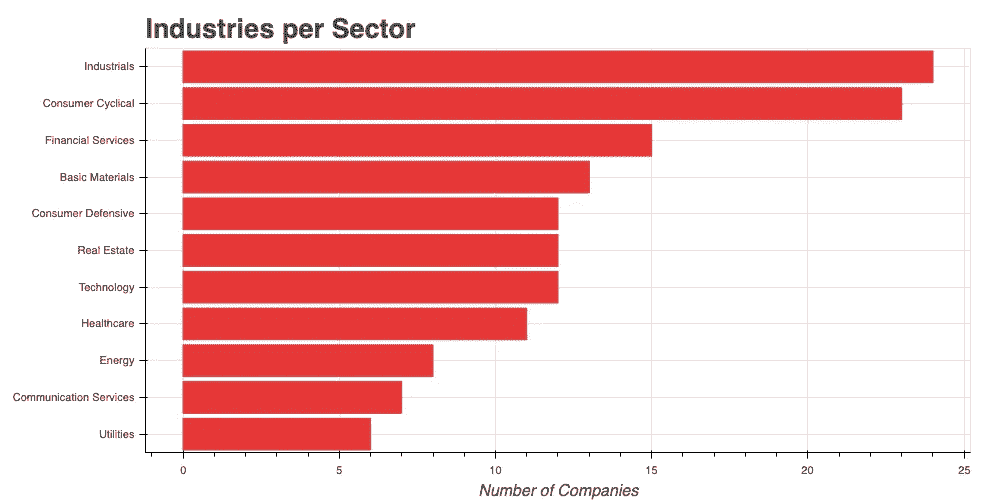 Industries per Sector
Industrials
Consumer Cyclical
Financial Services
Basic Materials
Consumer Defensive
Real Estate
Technology
Healthcare
Energy
Communication Services
Utilities
0 5 10 15 20 25
Number of Companies